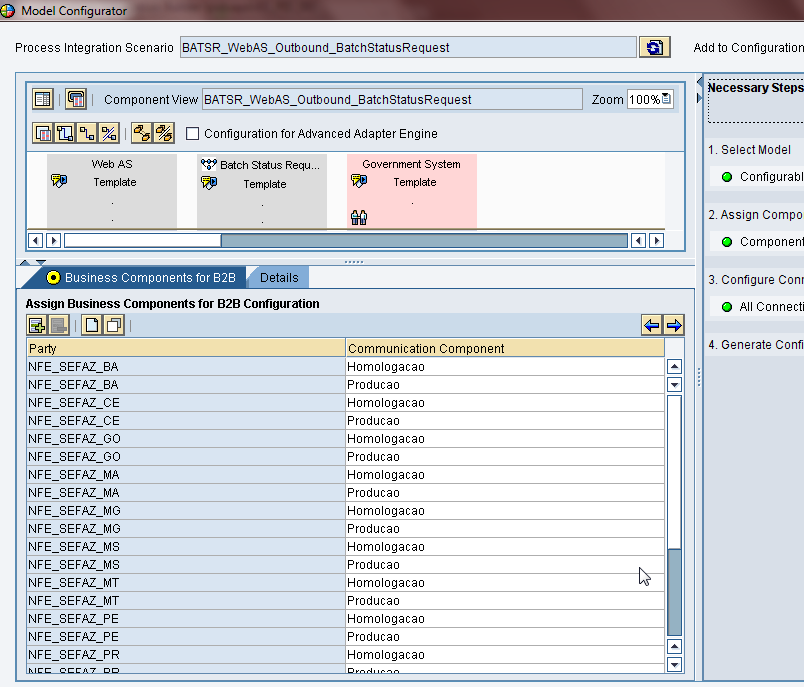 Model Configurator
Process Integration Scenario BATSR_WebAS_Outbound_BatchStatusRequest Add to Configuration
Component View BATSR_WebAS_Outbound_BatchStatusRequest Zoom 100%
Configuration for Advanced Adapter Engine
Web AS
Template
.
.
Batch Status Requ...
Template
.
.
Government System
Template
.
Business Components for B2B Details
Assign Business Components for B2B Configuration
Party Communication Component
NFE_SEFAZ_BA Homologacao
NFE_SEFAZ_BA Producao
NFE_SEFAZ_CE Homologacao
NFE_SEFAZ_CE Producao
NFE_SEFAZ_GO Homologacao
NFE_SEFAZ_GO Producao
NFE_SEFAZ_MA Homologacao
NFE_SEFAZ_MA Producao
NFE_SEFAZ_MG Homologacao
NFE_SEFAZ_MG Producao
NFE_SEFAZ_MS Homologacao
NFE_SEFAZ_MS Producao
NFE_SEFAZ_MT Homologacao
NFE_SEFAZ_MT Producao
NFE_SEFAZ_PE Homologacao
NFE_SEFAZ_PE Producao
NFE_SEFAZ_PR Homologacao
NFE_SEFAZ_PR Producao
Necessary Steps
1. Select Model
Configurabl
2. Assign Compo
Component
3. Configure Conn
All Connecti
4. Generate Confi